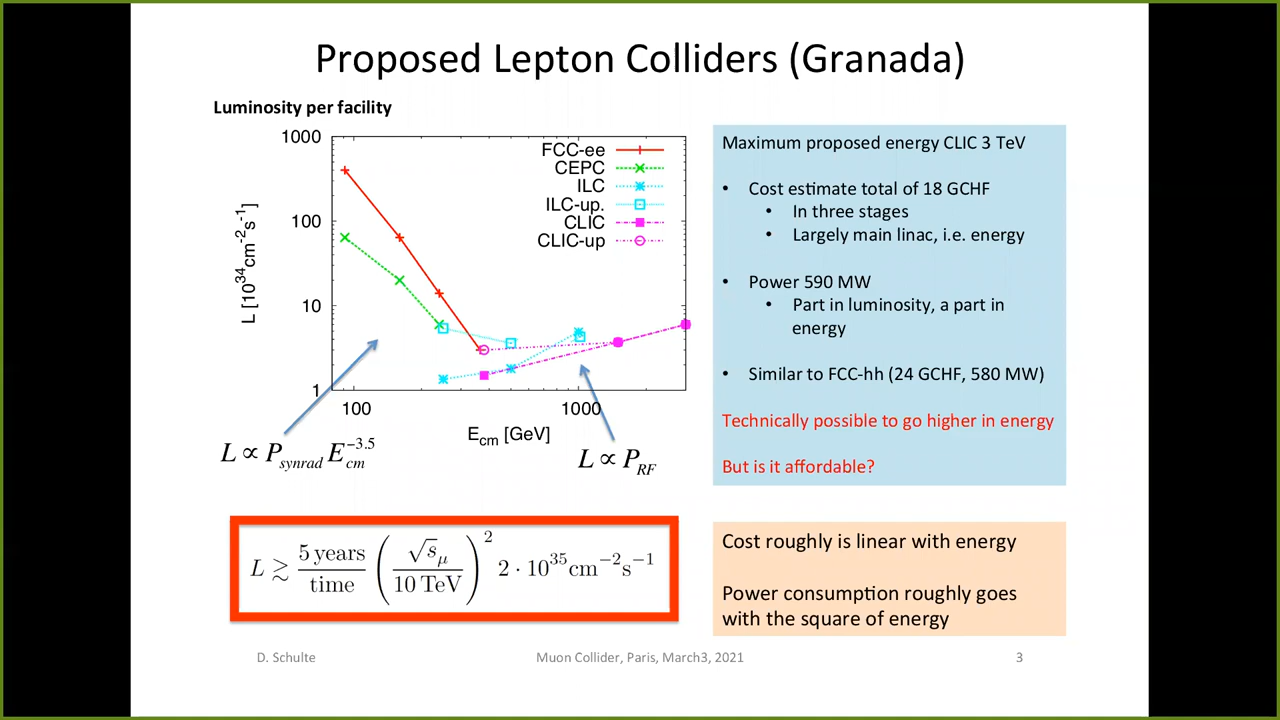 Proposed Lepton Colliders (Granada)
Luminosity per facility
1000
100
10
1
L [10^34cm^-2s^-1]
FCC-ee
CEPC
ILC
ILC-up.
CLIC
CLIC-up
100
1000
E_cm [GeV]
L ∝ P_synrad E_cm^−3.5
L ∝ P_RF
Maximum proposed energy CLIC 3 TeV
• Cost estimate total of 18 GCHF
• In three stages
• Largely main linac, i.e. energy
• Power 590 MW
• Part in luminosity, a part in
energy
• Similar to FCC-hh (24 GCHF, 580 MW)
Technically possible to go higher in energy
But is it affordable?
L ≳ 5 years/time (√s_μ/10 TeV)^2 2 · 10^35cm^−2s^−1
Cost roughly is linear with energy
Power consumption roughly goes
with the square of energy
D. Schulte
Muon Collider, Paris, March3, 2021
3